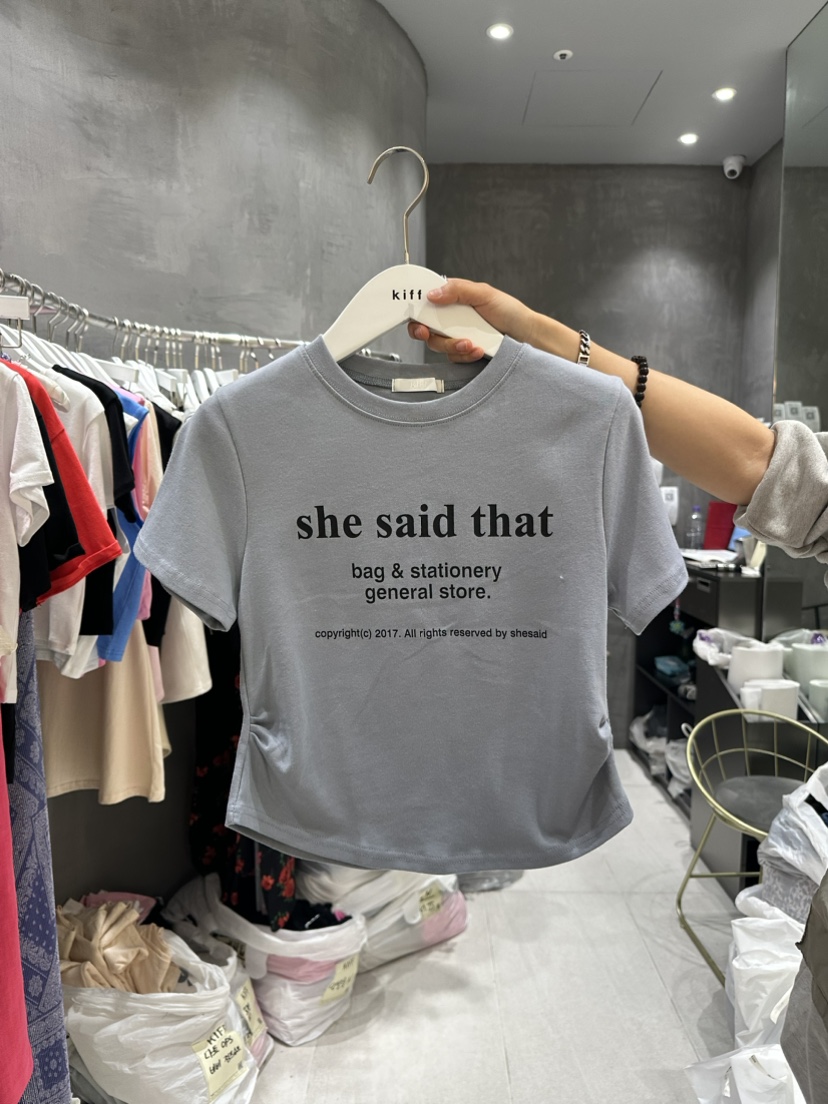 kiff
she said that
bag & stationery
general store.
copyright(c) 2017. All rights reserved by shesaid